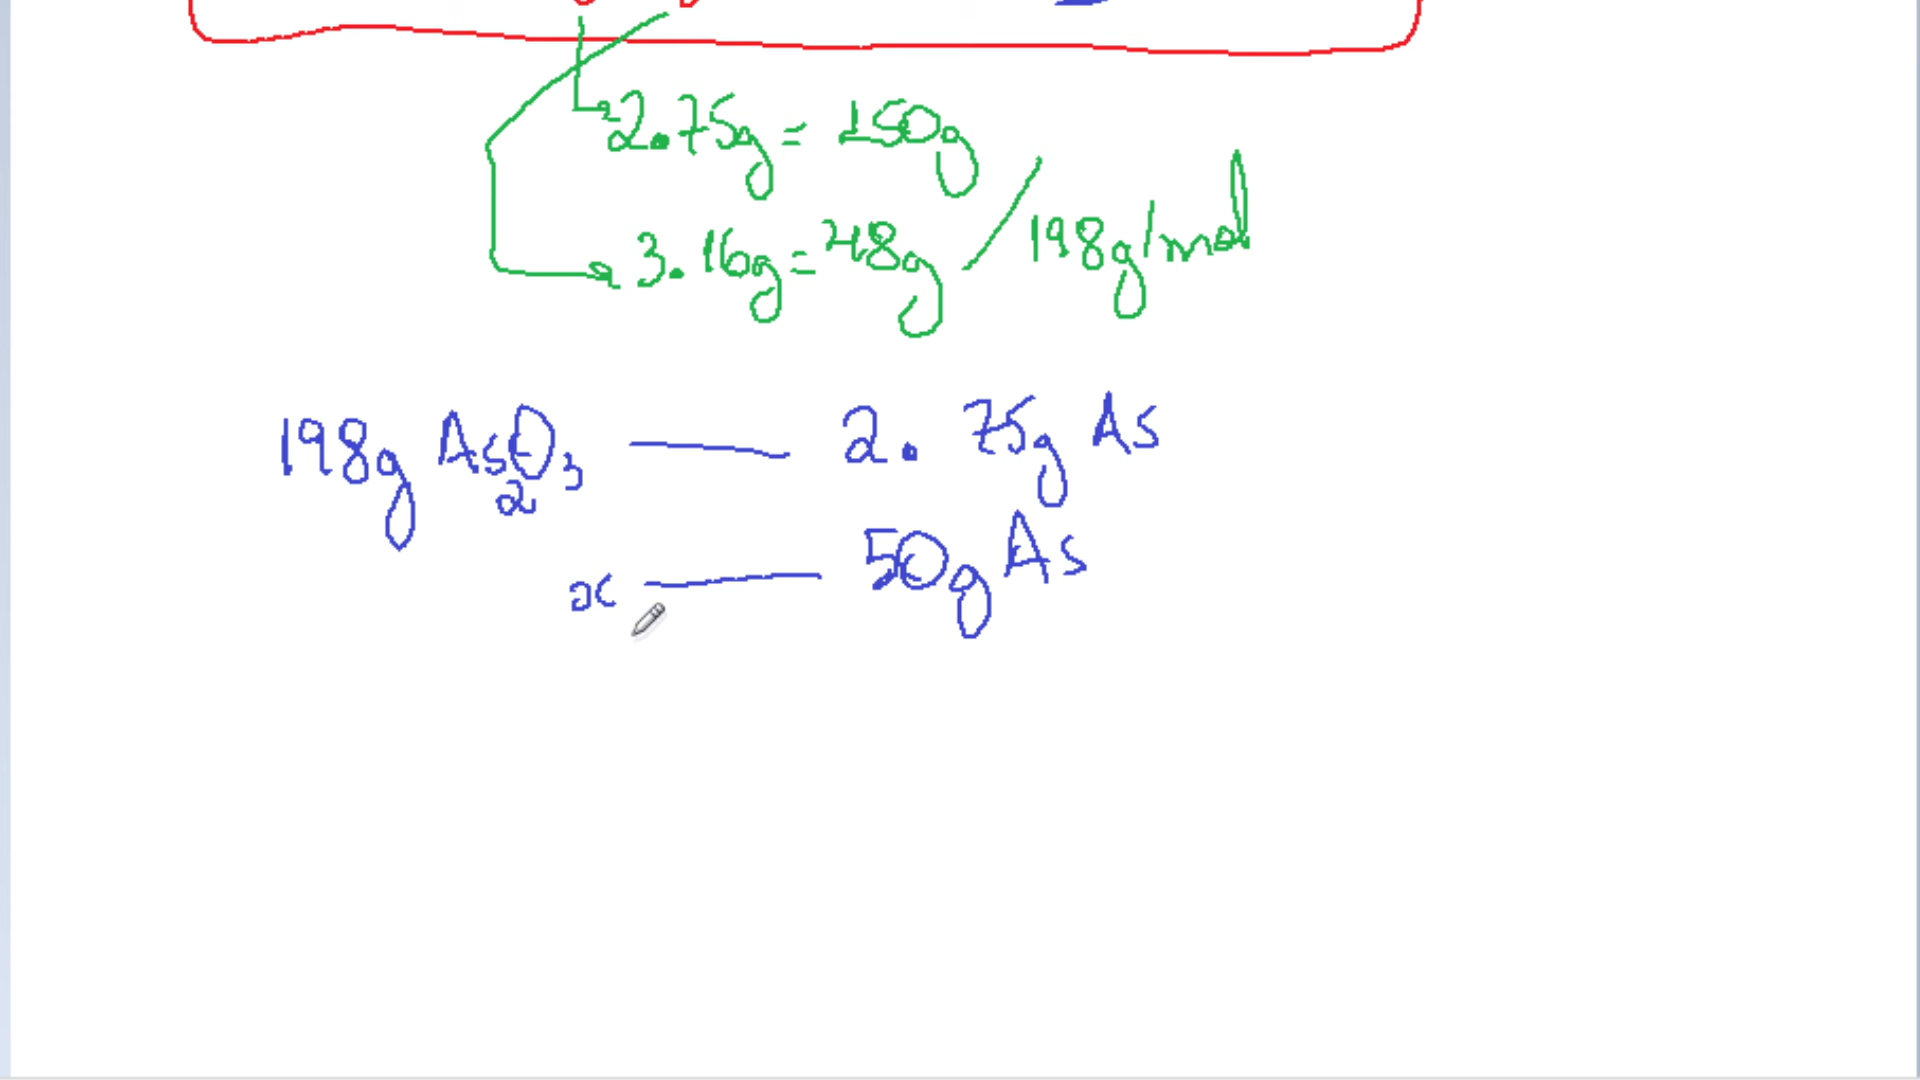 2.75g = 150g
3.16g = 48g / 198g/mol
198g As2O3 — 2.75g As
x — 50g As